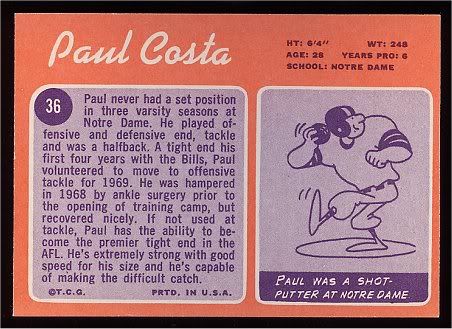 Paul Costa
HT: 6'4" WT: 248
AGE: 28 YEARS PRO: 6
SCHOOL: NOTRE DAME
36
Paul never had a set position
in three varsity seasons at
Notre Dame. He played of-
fensive and defensive end, tackle
and was a halfback. A tight end his
first four years with the Bills, Paul
volunteered to move to offensive
tackle for 1969. He was hampered
in 1968 by ankle surgery prior to
the opening of training camp, but
recovered nicely. If not used at
tackle, Paul has the ability to be-
come the premier tight end in the
AFL. He's extremely strong with good
speed for his size and he's capable
of making the difficult catch.
©T.C.G. PRTD. IN U.S.A.
PAUL WAS A SHOT-
PUTTER AT NOTRE DAME.